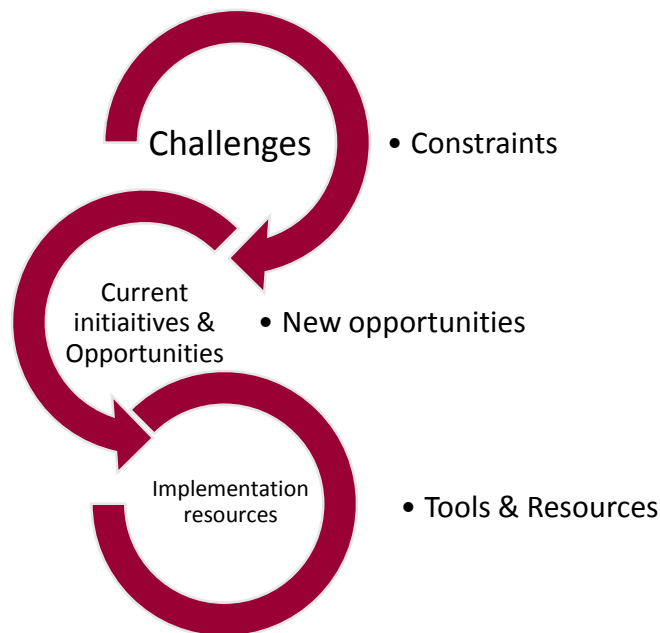 Challenges
• Constraints
Current
initiaitives &
Opportunities
• New opportunities
Implementation
resources
• Tools & Resources